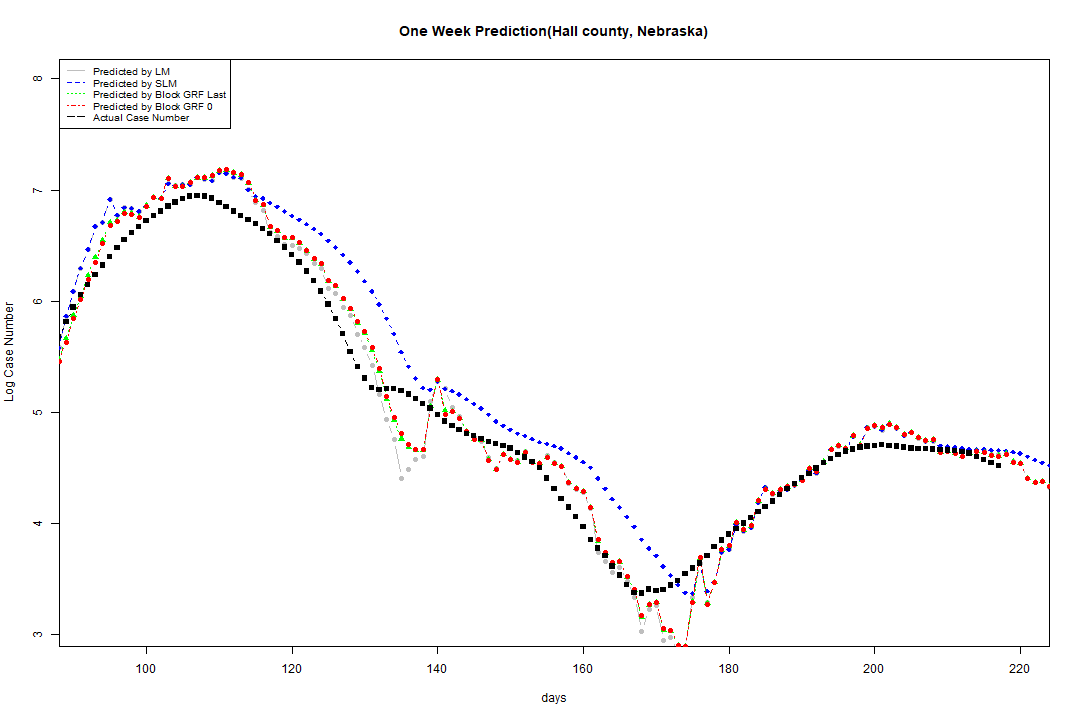 One Week Prediction(Hall county, Nebraska)
Predicted by LM
Predicted by SLM
Predicted by Block GRF Last
Predicted by Block GRF 0
Actual Case Number
8
7
6
5
4
3
Log Case Number
100 120 140 160 180 200 220
days